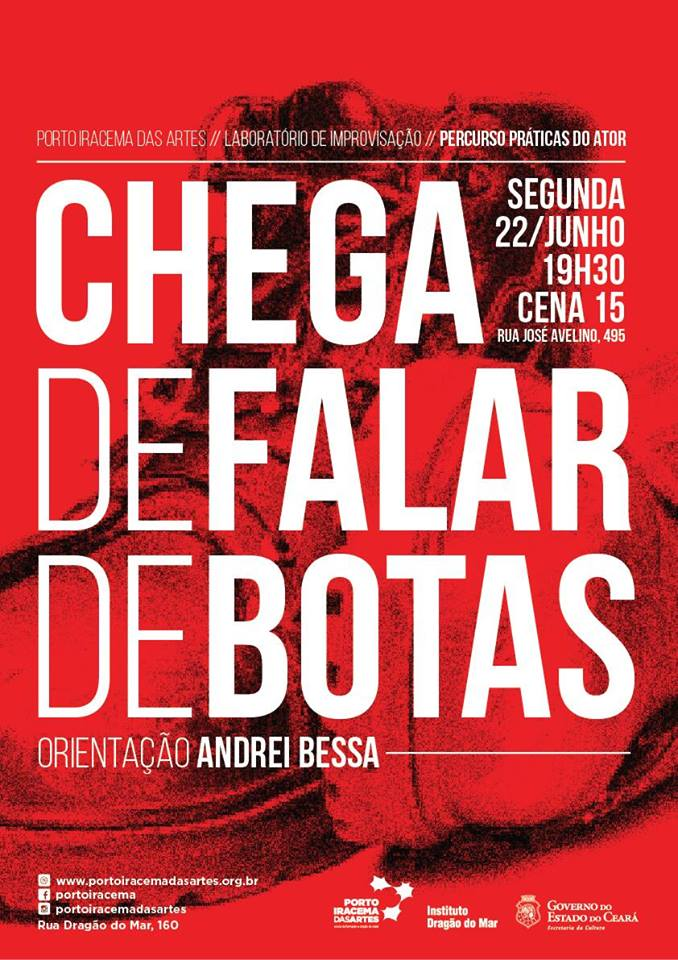 PORTO IRACEMA DAS ARTES // LABORATÓRIO DE IMPROVISAÇÃO // PERCURSO PRÁTICAS DO ATOR
CHEGA
SEGUNDA
22/JUNHO
19H30
CENA 15
RUA JOSÉ AVELINO, 495
DE FALAR
DE BOTAS
ORIENTAÇÃO ANDREI BESSA
www.portoiracemadasartes.org.br
portoiracema
portoiracemadasartes
Rua Dragão do Mar, 160
PORTO
IRACEMA
DASARTES
Instituto
Dragão do Mar
GOVERNO DO
ESTADO DO CEARÁ
Secretaria da Cultura